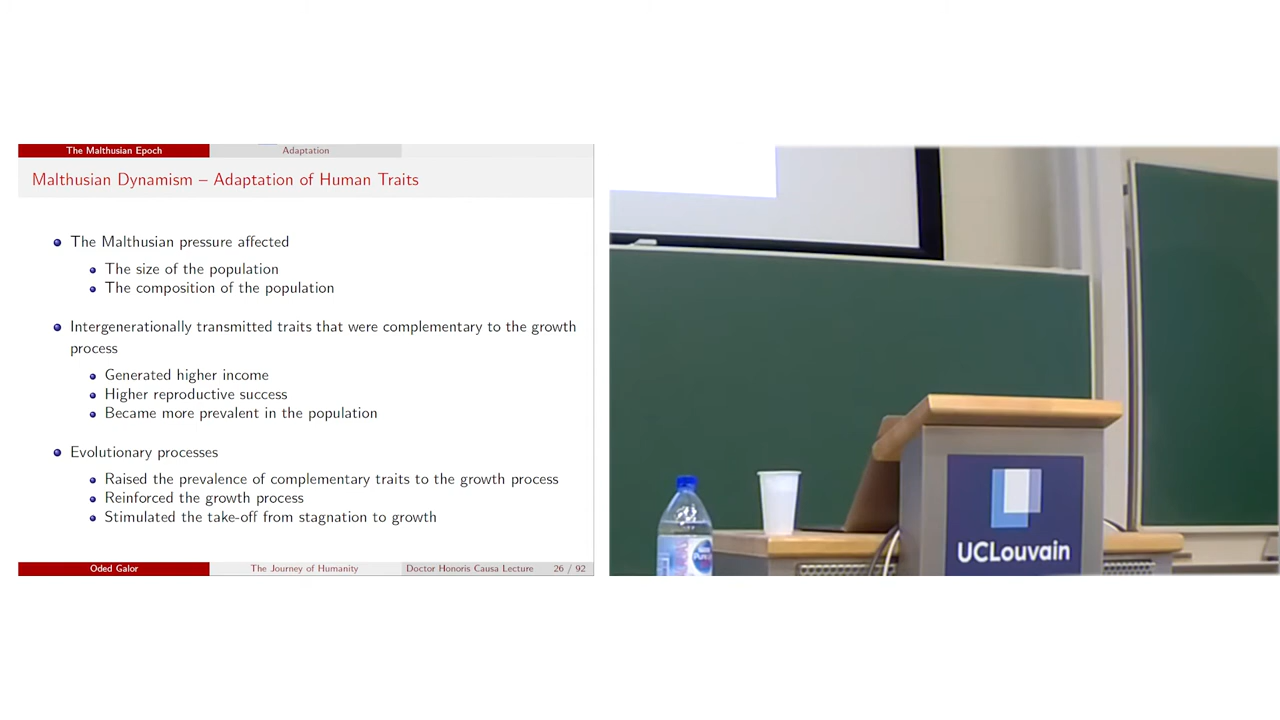 The Malthusian Epoch
Adaptation
Malthusian Dynamism – Adaptation of Human Traits
The Malthusian pressure affected
The size of the population
The composition of the population
Intergenerationally transmitted traits that were complementary to the growth
process
Generated higher income
Higher reproductive success
Became more prevalent in the population
Evolutionary processes
Raised the prevalence of complementary traits to the growth process
Reinforced the growth process
Stimulated the take-off from stagnation to growth
Oded Galor
The Journey of Humanity
Doctor Honoris Causa Lecture
26 / 92
UCLouvain